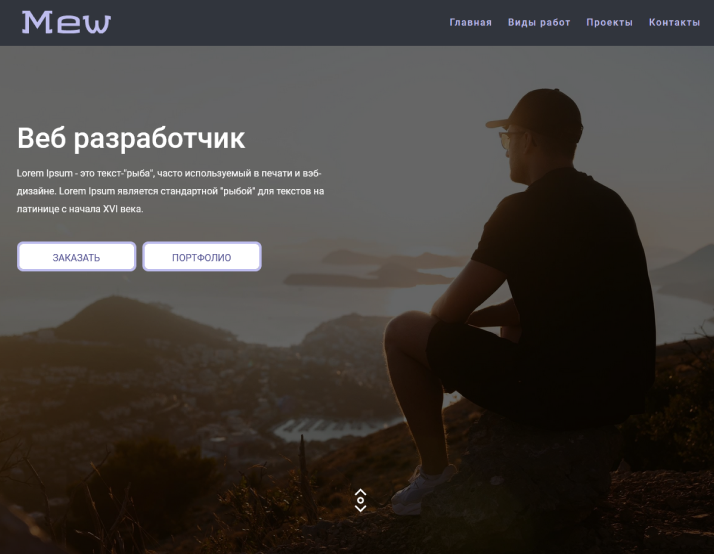 Mew
Главная Виды работ Проекты Контакты
Веб разработчик
Lorem Ipsum - это текст-"рыба", часто используемый в печати и вэб-
дизайне. Lorem Ipsum является стандартной "рыбой" для текстов на
латинице с начала XVI века.
ЗАКАЗАТЬ ПОРТФОЛИО